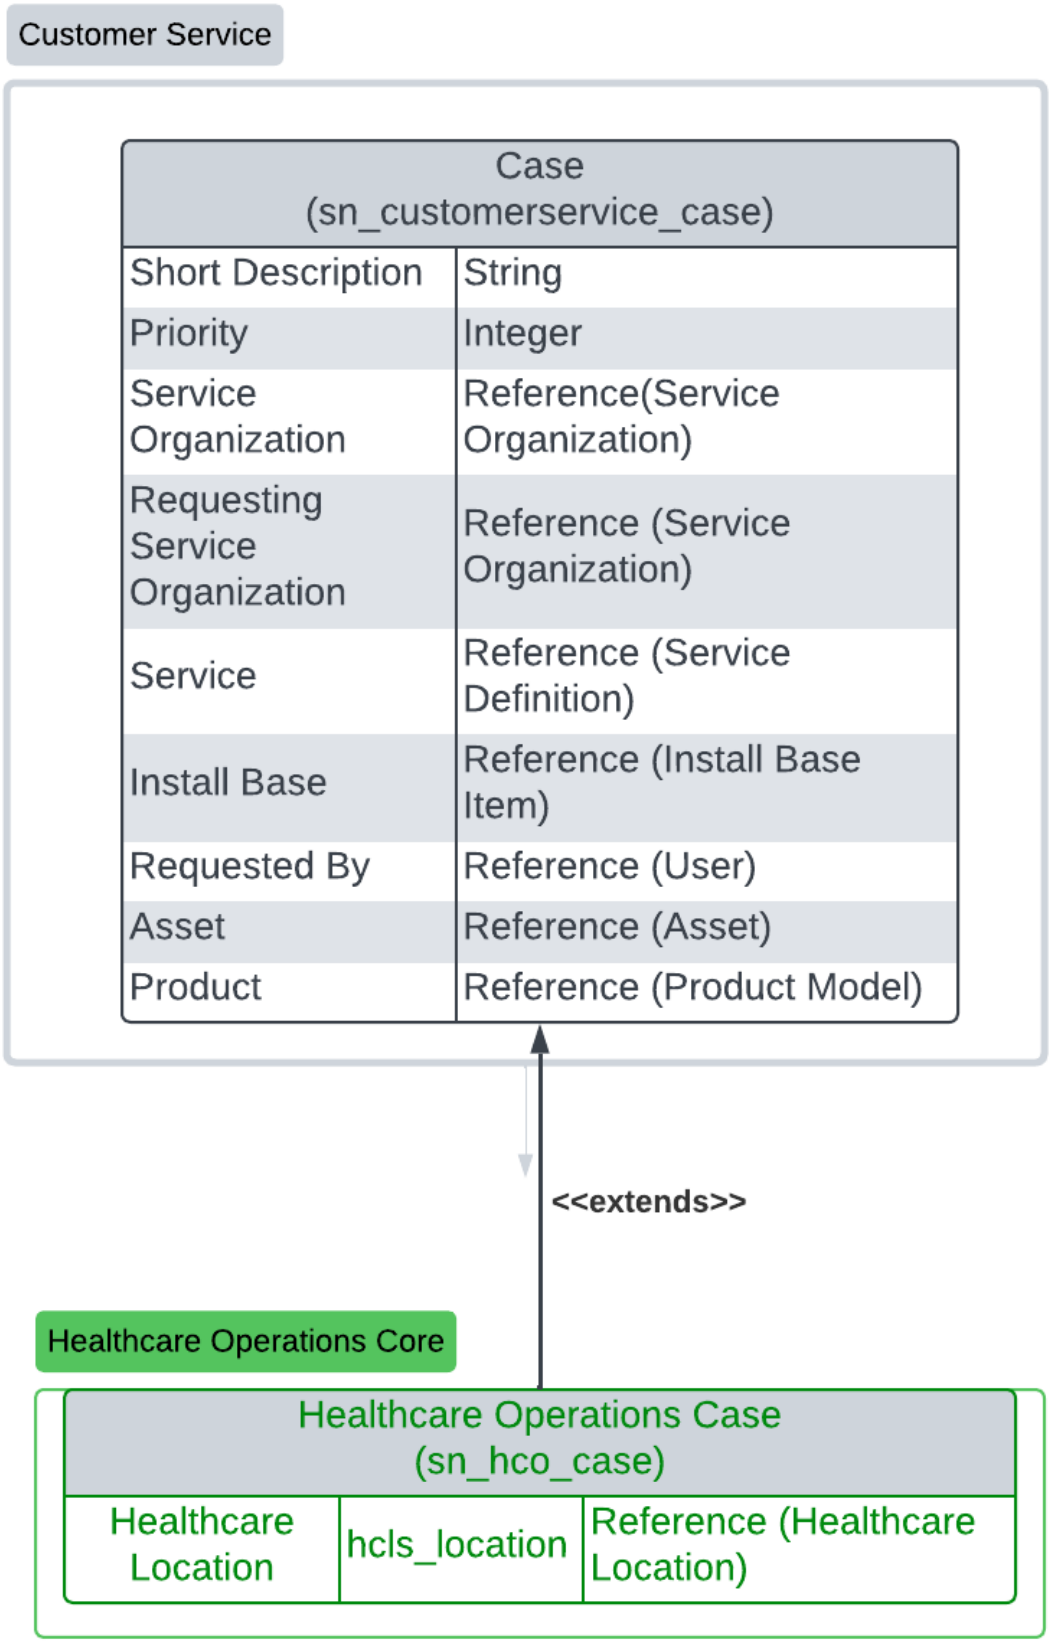 Customer Service
Case
(sn_customerservice_case)
Short Description
String
Priority
Integer
Service
Organization
Reference(Service
Organization)
Requesting
Service
Organization
Reference (Service
Organization)
Service
Reference (Service
Definition)
Install Base
Reference (Install Base
Item)
Requested By
Reference (User)
Asset
Reference (Asset)
Product
Reference (Product Model)
<<extends>>
Healthcare Operations Core
Healthcare Operations Case
(sn_hco_case)
Healthcare
Location
hcls_location
Reference (Healthcare
Location)